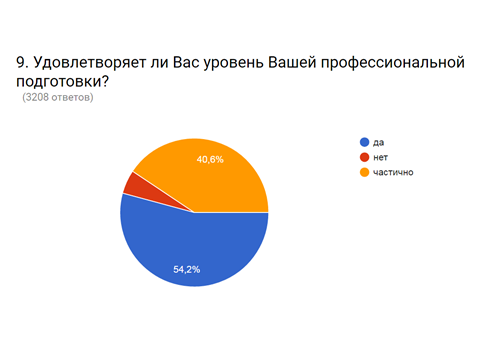 9. Удовлетворяет ли Вас уровень Вашей профессиональной
подготовки?
(3208 ответов)
40,6%
54,2%
да
нет
частично